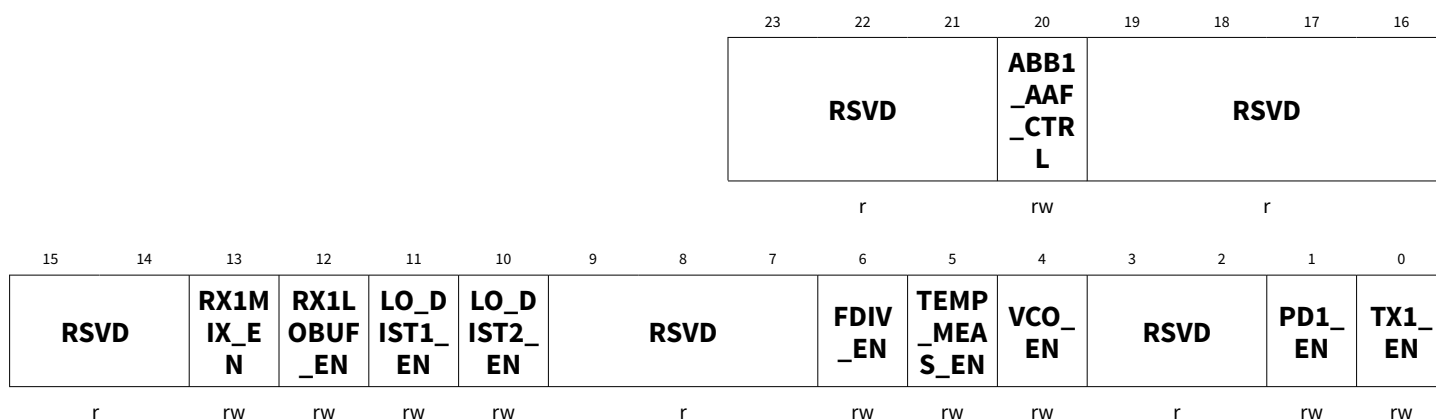 23 22 21 20 19 18 17 16
RSVD ABB1 RSVD
_AAF
_CTR
L
r rw r
15 14 13 12 11 10 9 8 7 6 5 4 3 2 1 0
RSVD RX1M RX1L LO_D LO_D RSVD FDIV TEMP VCO_ RSVD PD1_ TX1_
IX_E OBUF IST1_ IST2_ _EN _MEA EN EN EN
N _EN EN EN S_EN
r rw rw rw rw r rw rw rw r rw rw